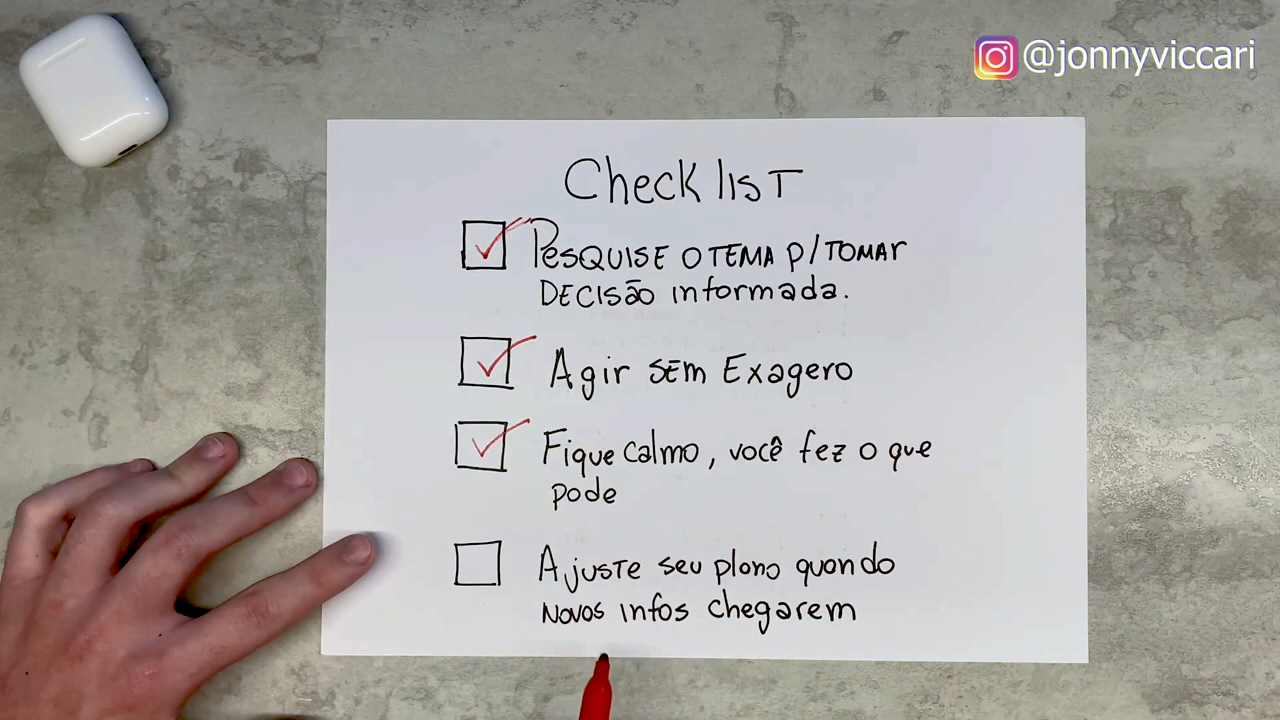 @jonnyviccari
Check list
PESQUISE O TEMA P/TOMAR
DECISÃO informada.
Agir SEM Exagero
Fique calmo, você fez o que
pode
Ajuste seu plano quando
Novos infos chegarem